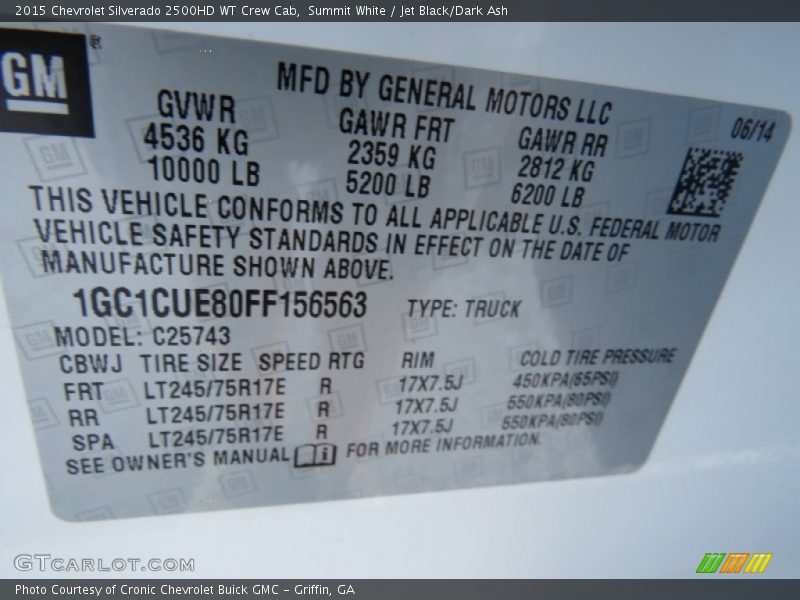 2015 Chevrolet Silverado 2500HD WT Crew Cab,  Summit White / Jet Black/Dark Ash
GM
MFD BY GENERAL MOTORS LLC
06/14
GVWR GAWR FRT GAWR RR
4536 KG 2359 KG 2812 KG
10000 LB 5200 LB 6200 LB
THIS VEHICLE CONFORMS TO ALL APPLICABLE U.S. FEDERAL MOTOR
VEHICLE SAFETY STANDARDS IN EFFECT ON THE DATE OF
MANUFACTURE SHOWN ABOVE.
1GC1CUE80FF156563 TYPE: TRUCK
MODEL: C25743
CBWJ TIRE SIZE SPEED RTG RIM COLD TIRE PRESSURE
FRT LT245/75R17E R 17X7.5J 450KPA(65PSI)
RR LT245/75R17E R 17X7.5J 550KPA(80PSI)
SPA LT245/75R17E R 17X7.5J 550KPA(80PSI)
SEE OWNER'S MANUAL FOR MORE INFORMATION.
GTCARLOT.COM
Photo Courtesy of Cronic Chevrolet Buick GMC – Griffin, GA